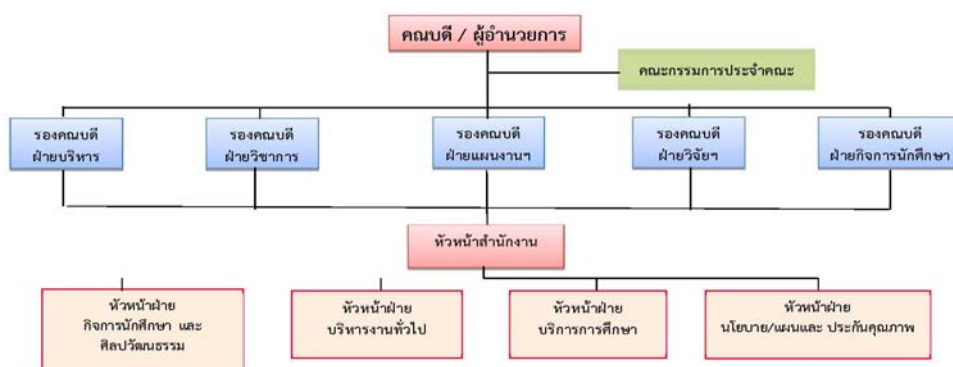 คณบดี / ผู้อำนวยการ
คณะกรรมการประจำคณะ
รองคณบดี
ฝ่ายบริหาร
รองคณบดี
ฝ่ายวิชาการ
รองคณบดี
ฝ่ายแผนงานฯ
รองคณบดี
ฝ่ายวิจัยฯ
รองคณบดี
ฝ่ายกิจการนักศึกษา
หัวหน้าสำนักงาน
หัวหน้าฝ่าย
กิจการนักศึกษา และ
ศิลปวัฒนธรรม
หัวหน้าฝ่าย
บริหารงานทั่วไป
หัวหน้าฝ่าย
บริการการศึกษา
หัวหน้าฝ่าย
นโยบาย/แผนและ ประกันคุณภาพ